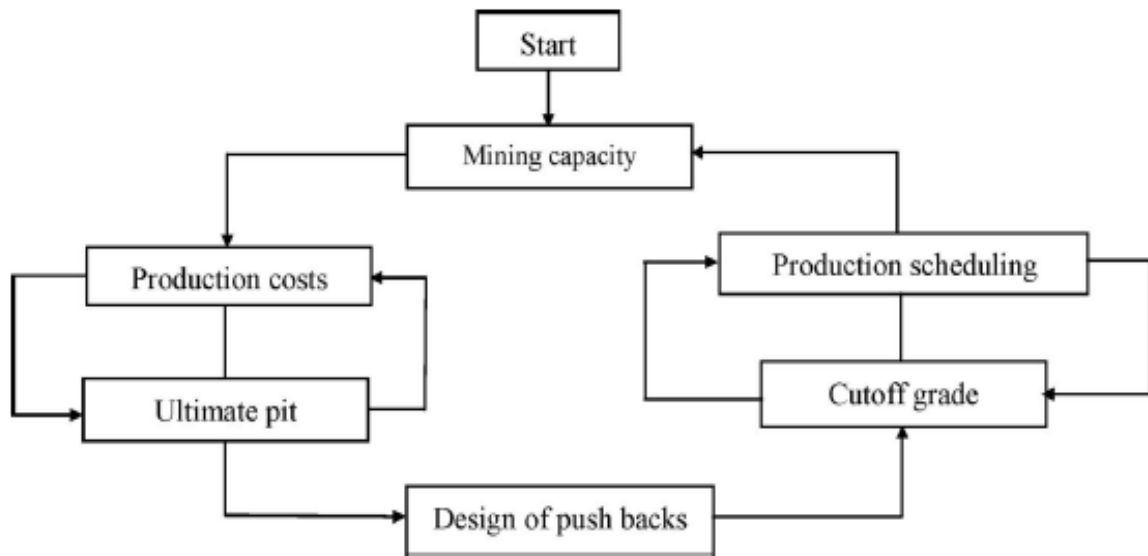 Start
Mining capacity
Production costs
Production scheduling
Ultimate pit
Cutoff grade
Design of push backs